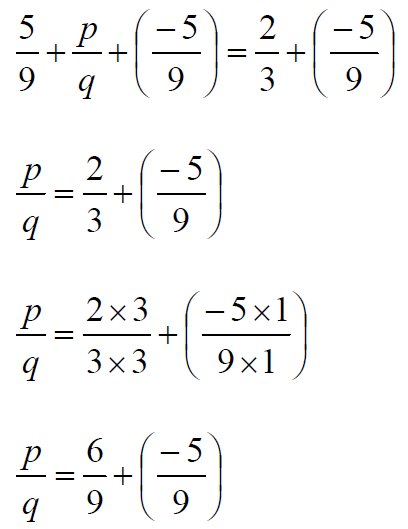 5/9 + p/q + (-5/9) = 2/3 + (-5/9)
p/q = 2/3 + (-5/9)
p/q = 2×3/3×3 + (-5×1/9×1)
p/q = 6/9 + (-5/9)